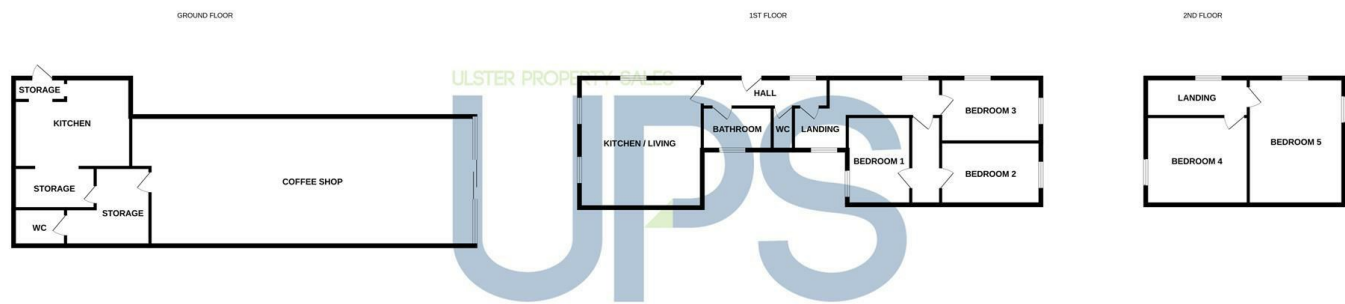 GROUND FLOOR
STORAGE
KITCHEN
STORAGE
STORAGE
WC
COFFEE SHOP
1ST FLOOR
ULSTER PROPERTY SALES
UPS
HALL
KITCHEN / LIVING
BATHROOM
WC
LANDING
BEDROOM 1
BEDROOM 3
BEDROOM 2
2ND FLOOR
LANDING
BEDROOM 4
BEDROOM 5